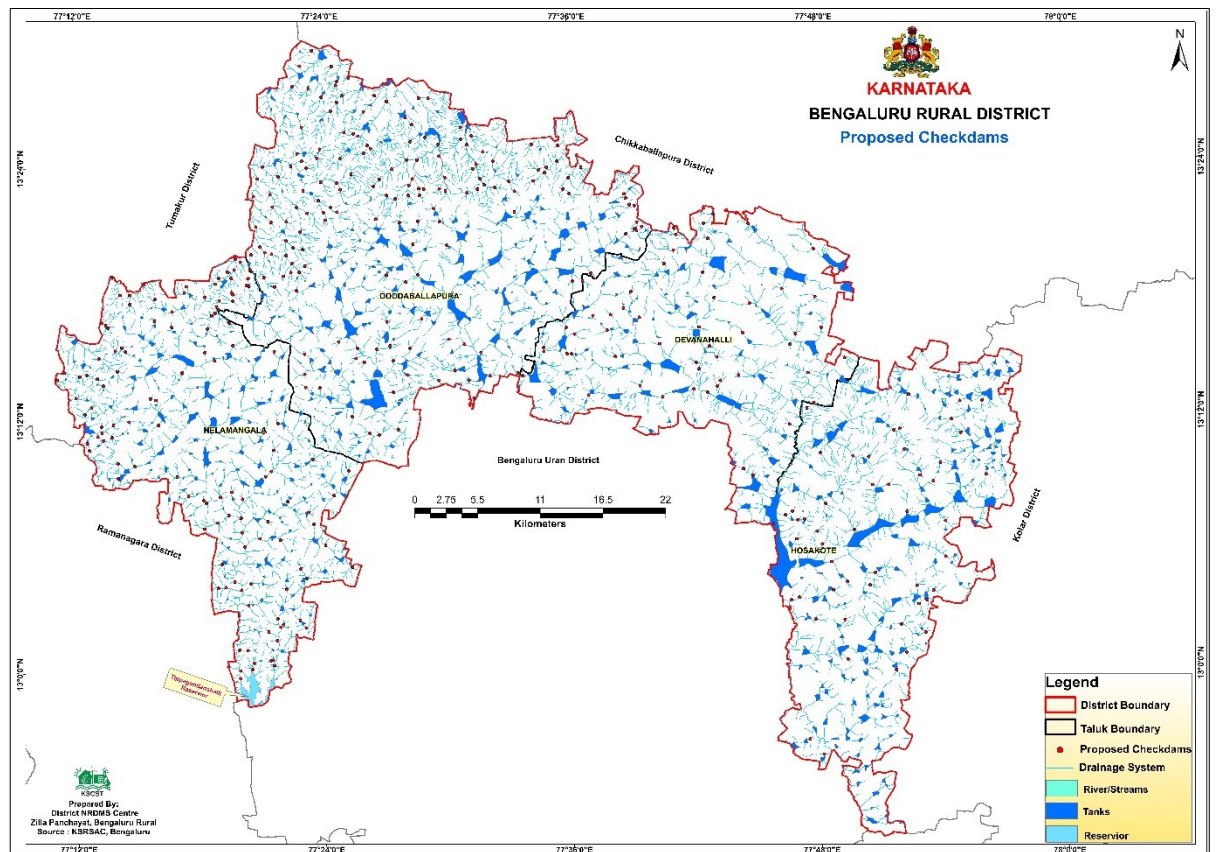 77°12'0"E 77°24'0"E 77°36'0"E 77°48'0"E 78°0'0"E
N
KARNATAKA
BENGALURU RURAL DISTRICT
Proposed Checkdams
13°24'0"N 13°24'0"N
Chikkaballapura District
Tumakur District
DODDABALLAPURA
DEVANAHALLI
13°12'0"N 13°12'0"N
NELAMANGALA
Bengaluru Uran District
0 2.75 5.5 11 16.5 22
Kilometers
Ramanagara District
Kolar District
HOSAKOTE
13°0'0"N 13°0'0"N
Reservior
Legend
District Boundary
Taluk Boundary
Proposed Checkdams
Drainage System
River/Streams
Tanks
Reservior
KSCST
Prepared By:
District NRDMS Centre
Zilla Panchayat, Bengaluru Rural
Source : KSRSAC, Bengaluru
77°12'0"E 77°24'0"E 77°36'0"E 77°48'0"E 78°0'0"E